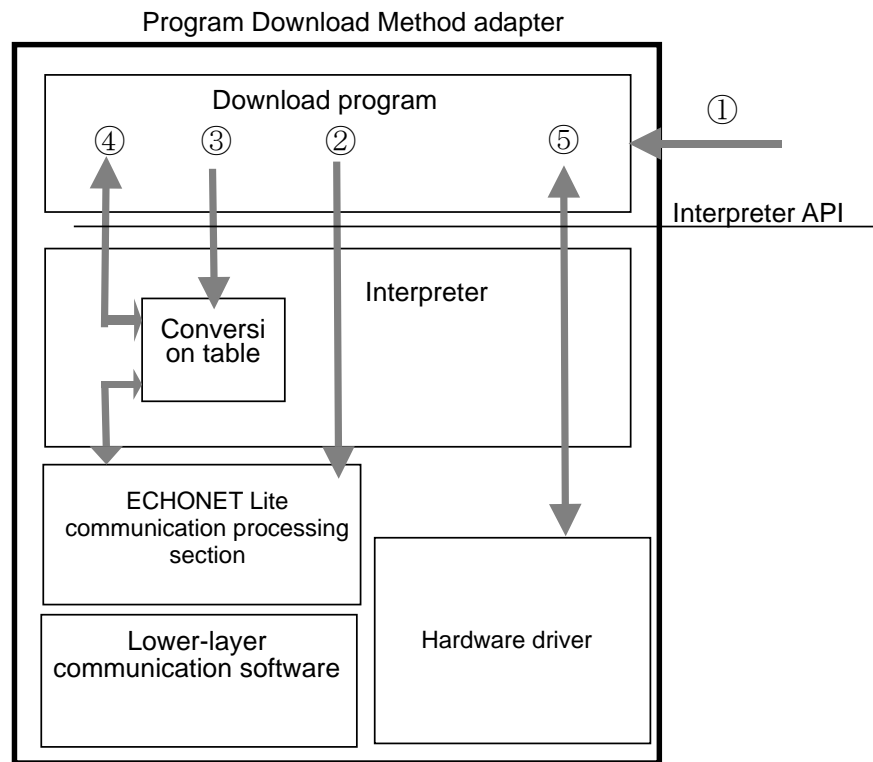 Program Download Method adapter
Download program
①
④
③
②
⑤
Interpreter API
Interpreter
Conversi
on table
ECHONET Lite
communication processing
section
Lower-layer
communication software
Hardware driver